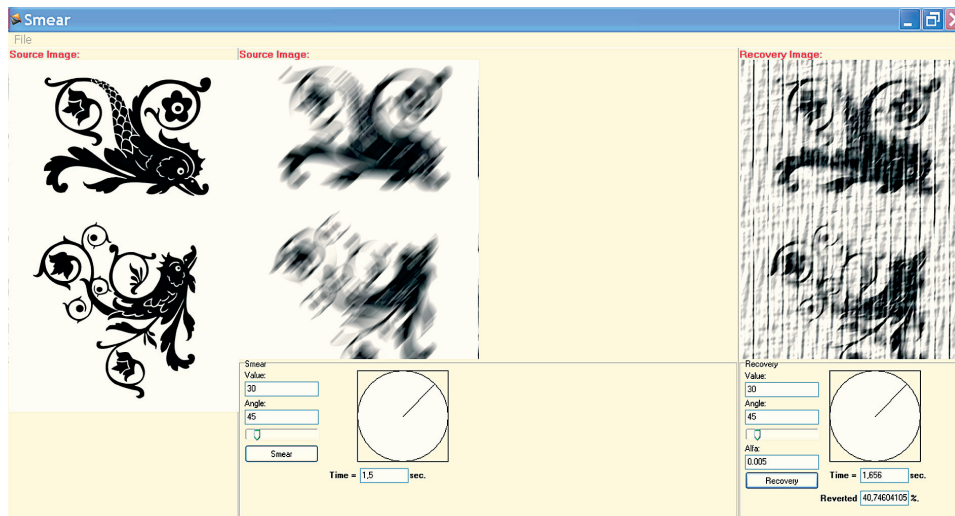 Smear
File
Source Image:
Source Image:
Recovery Image:
Smear
Value:
30
Angle:
45
Smear
Time = 1,5 sec.
Recovery
Value:
30
Angle:
45
Alfa:
0.005
Recovery
Time = 1,656 sec.
Reverted 40,74604105 %.